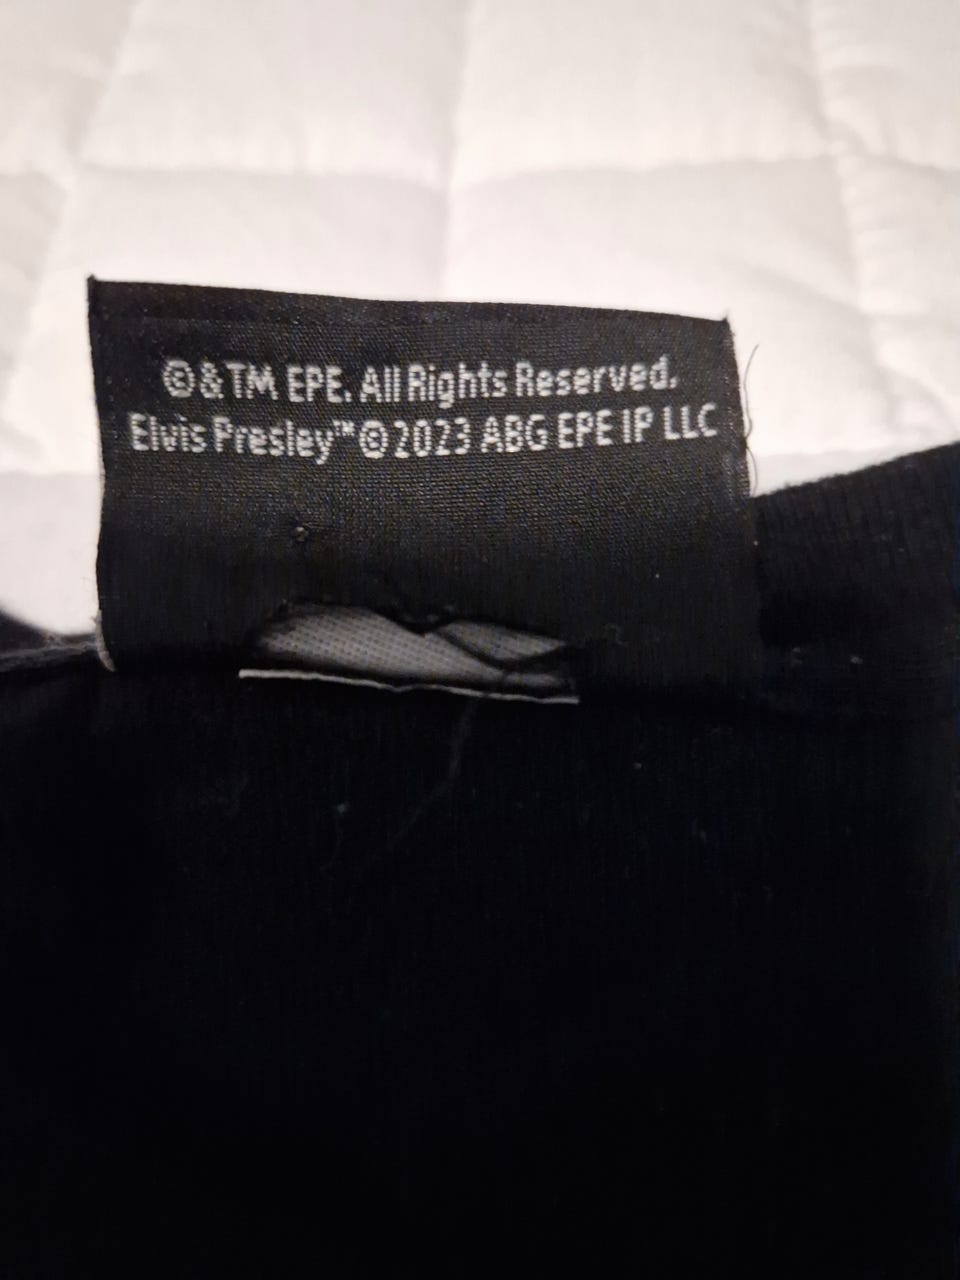 ©&TM EPE. All Rights Reserved.
Elvis Presley™ ©2023 ABG EPE IP LLC